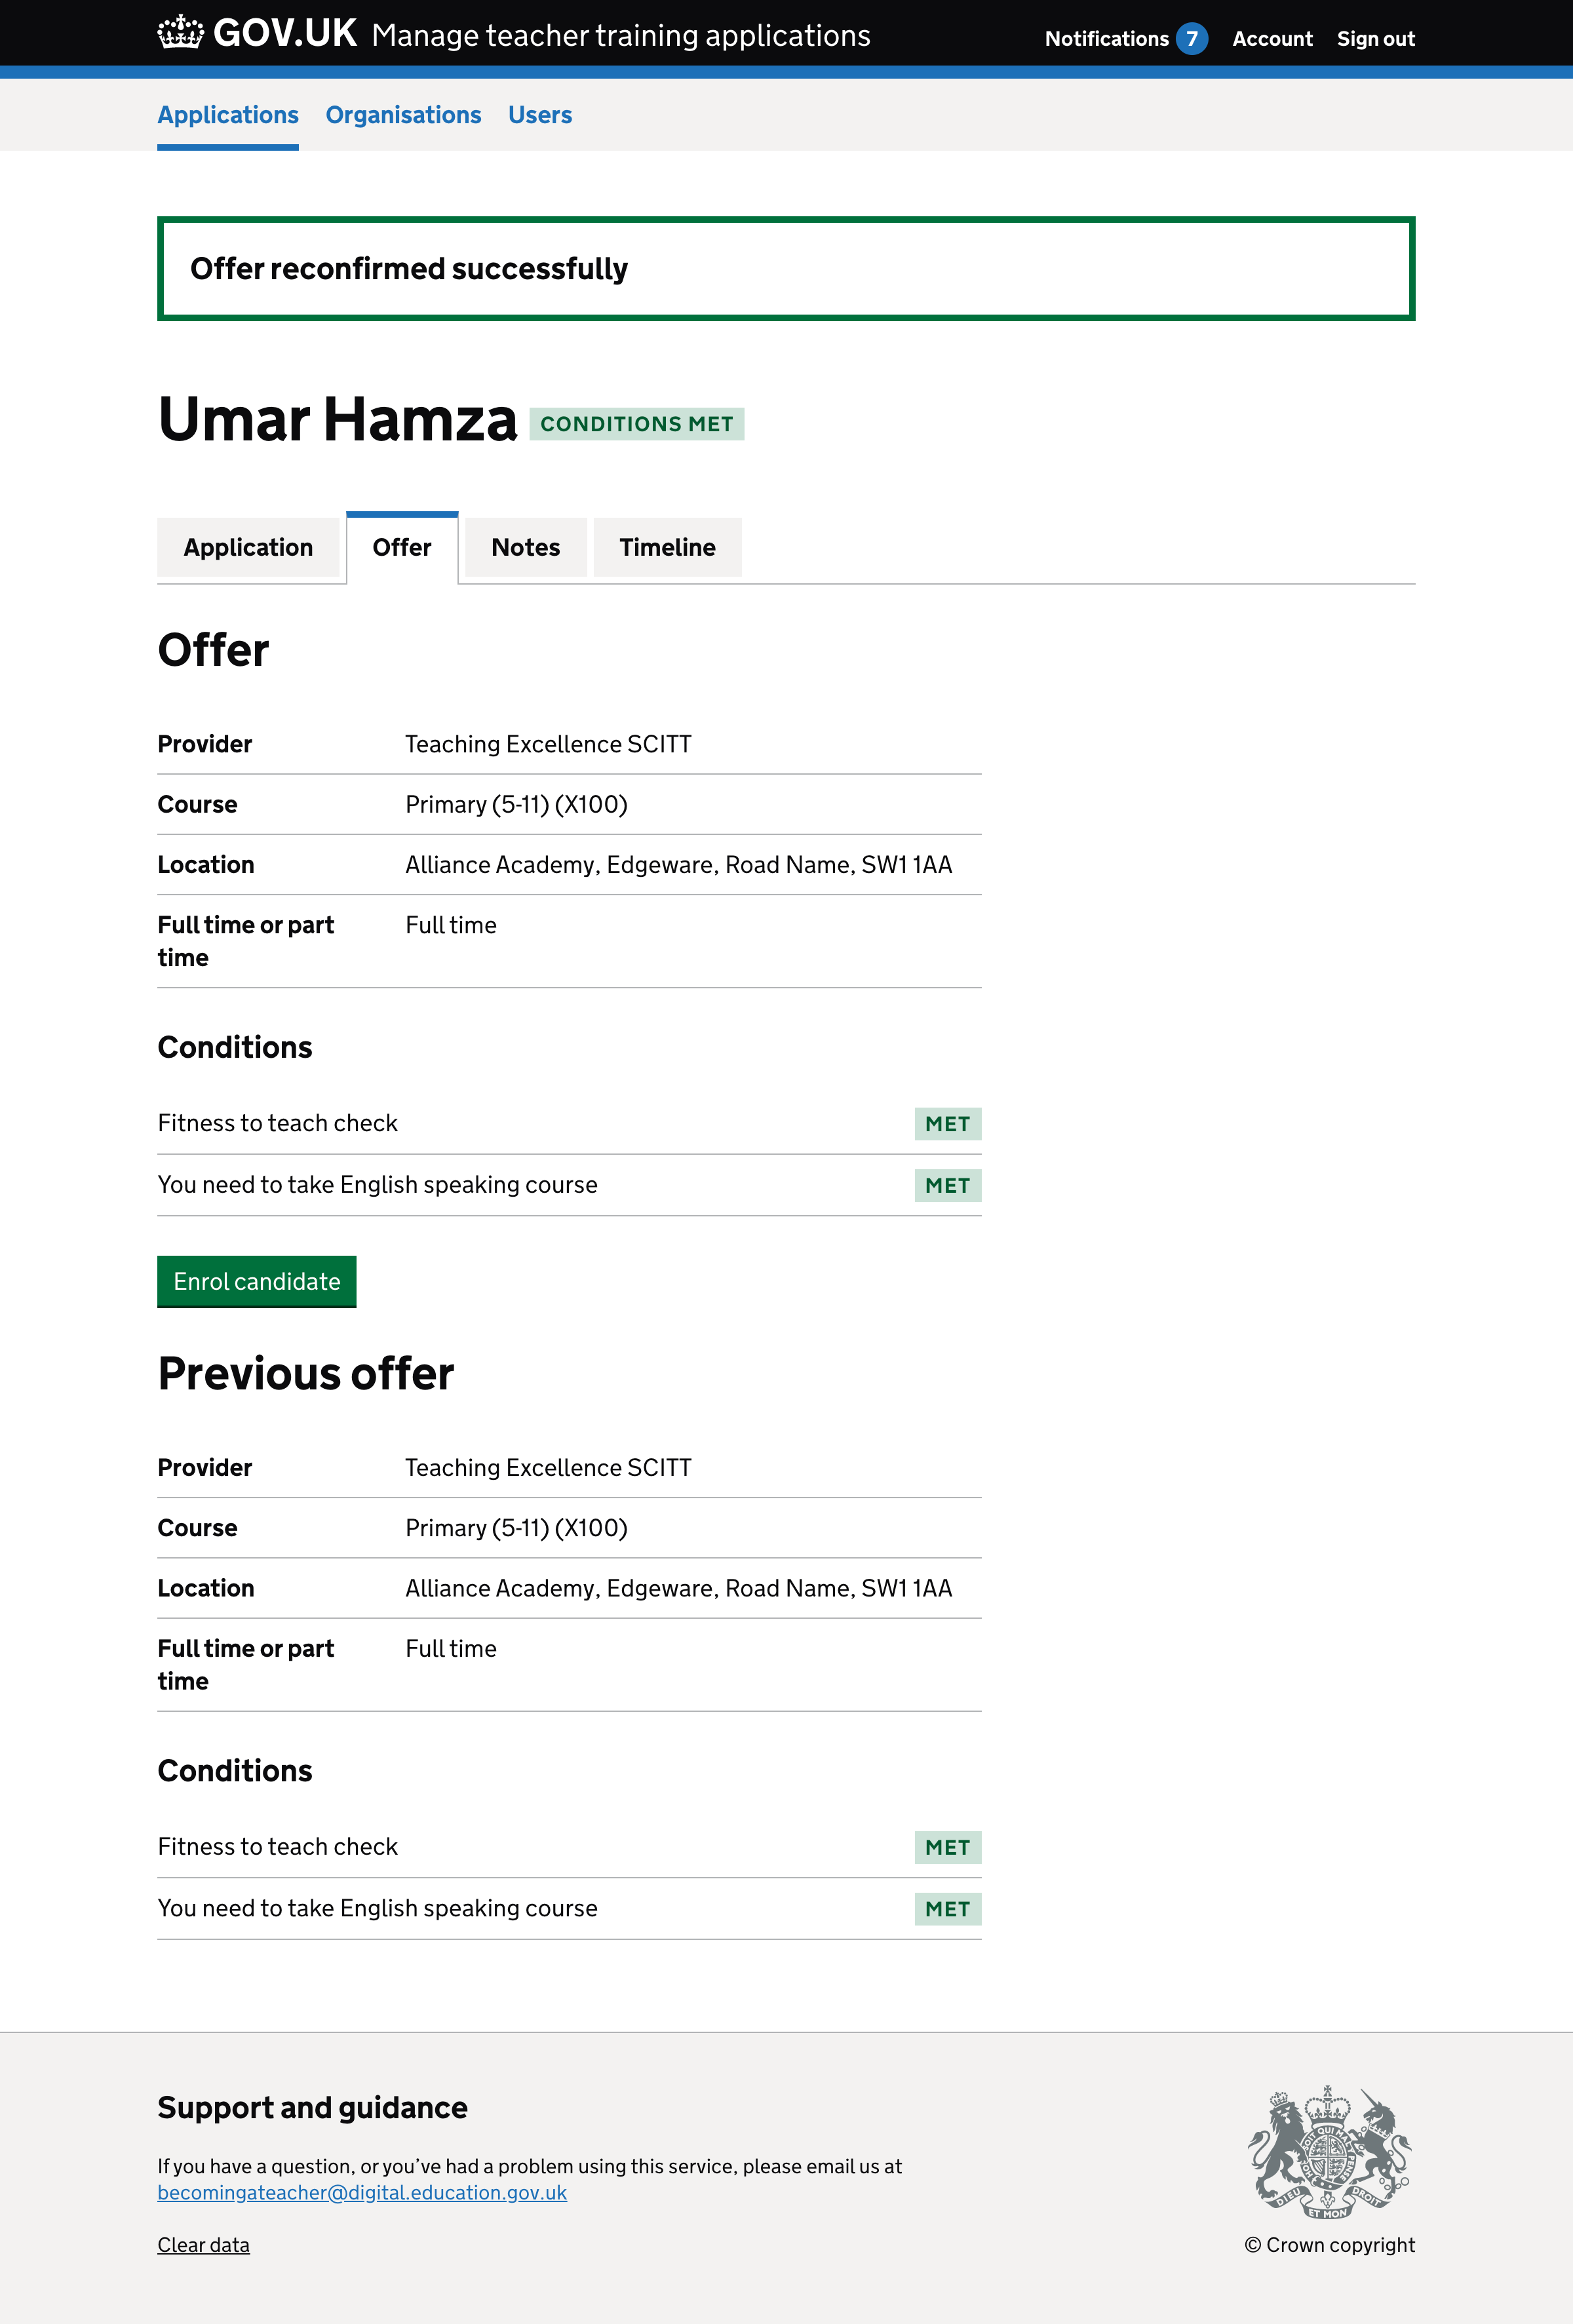 GOV.UK Manage teacher training applications Notifications 7 Account Sign out
Applications Organisations Users
Offer reconfirmed successfully
Umar Hamza CONDITIONS MET
Application Offer Notes Timeline
Offer
Provider Teaching Excellence SCITT
Course Primary (5-11) (X100)
Location Alliance Academy, Edgeware, Road Name, SW1 1AA
Full time or part Full time
time
Conditions
Fitness to teach check MET
You need to take English speaking course MET
Enrol candidate
Previous offer
Provider Teaching Excellence SCITT
Course Primary (5-11) (X100)
Location Alliance Academy, Edgeware, Road Name, SW1 1AA
Full time or part Full time
time
Conditions
Fitness to teach check MET
You need to take English speaking course MET
Support and guidance
If you have a question, or you’ve had a problem using this service, please email us at
becomingateacher@digital.education.gov.uk
Clear data
DIEU ET MON DROIT
© Crown copyright